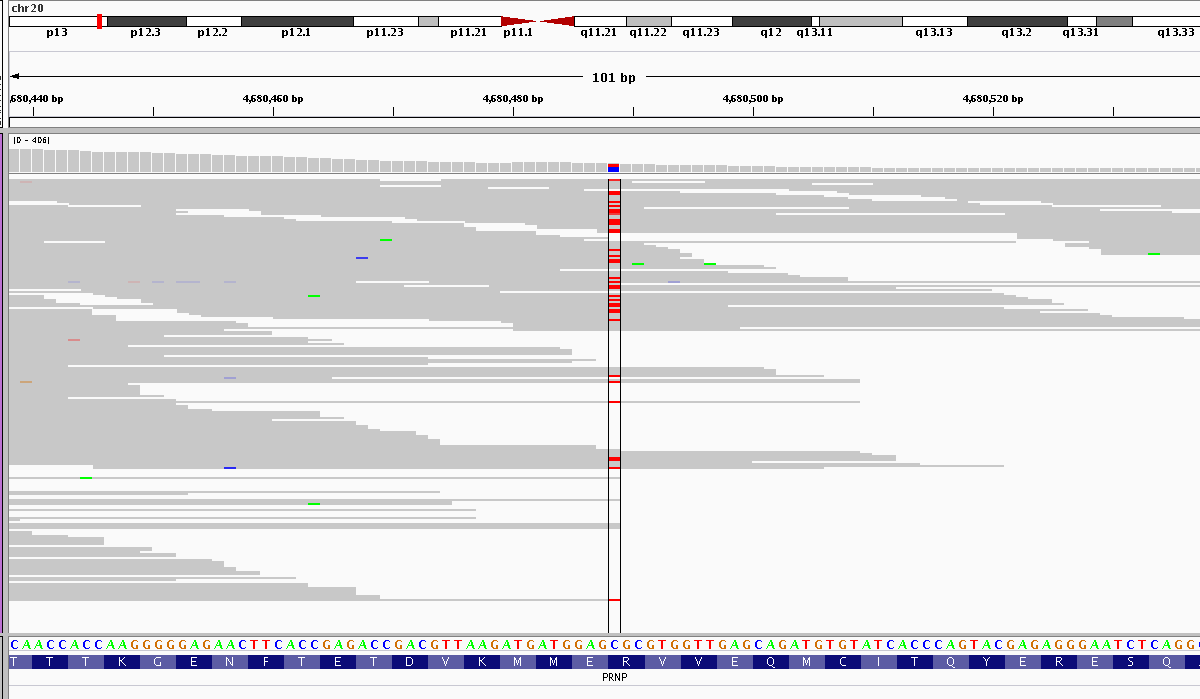 chr20
p13 p12.3 p12.2 p12.1 p11.23 p11.21 p11.1 q11.21 q11.22 q11.23 q12 q13.11 q13.13 q13.2 q13.31 q13.33
101 bp
,680,440 bp 4,680,460 bp 4,680,480 bp 4,680,500 bp 4,680,520 bp
[0 - 406]
CAACCACCAAGGGGGAGAACTTCACCGAGACCGACGTTAAGATGATGGAGCGCGTGGTTGAGCAGATGTGTATCACCCAGTACGAGAGGGAATCTCAGG
T T T K G E N F T E T D V K M M E R V V E Q M C I T Q Y E R E S Q
PRNP